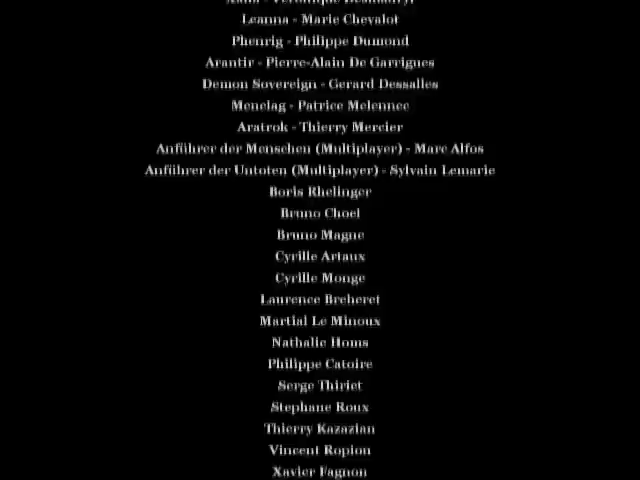 Leanna - Marie Chevalot
Phenrig - Philippe Dumond
Arantir - Pierre-Alain De Garrigues
Demon Sovereign - Gerard Dessalles
Menelag - Patrice Melennec
Aratrok - Thierry Mercier
Anführer der Menschen (Multiplayer) - Marc Alfos
Anführer der Untoten (Multiplayer) - Sylvain Lemarie
Boris Rhelinger
Bruno Choel
Bruno Magne
Cyrille Artaux
Cyrille Monge
Laurence Breheret
Martial Le Minoux
Nathalie Homs
Philippe Catoire
Serge Thiriet
Stephane Roux
Thierry Kazazian
Vincent Ropion
Xavier Fagnon